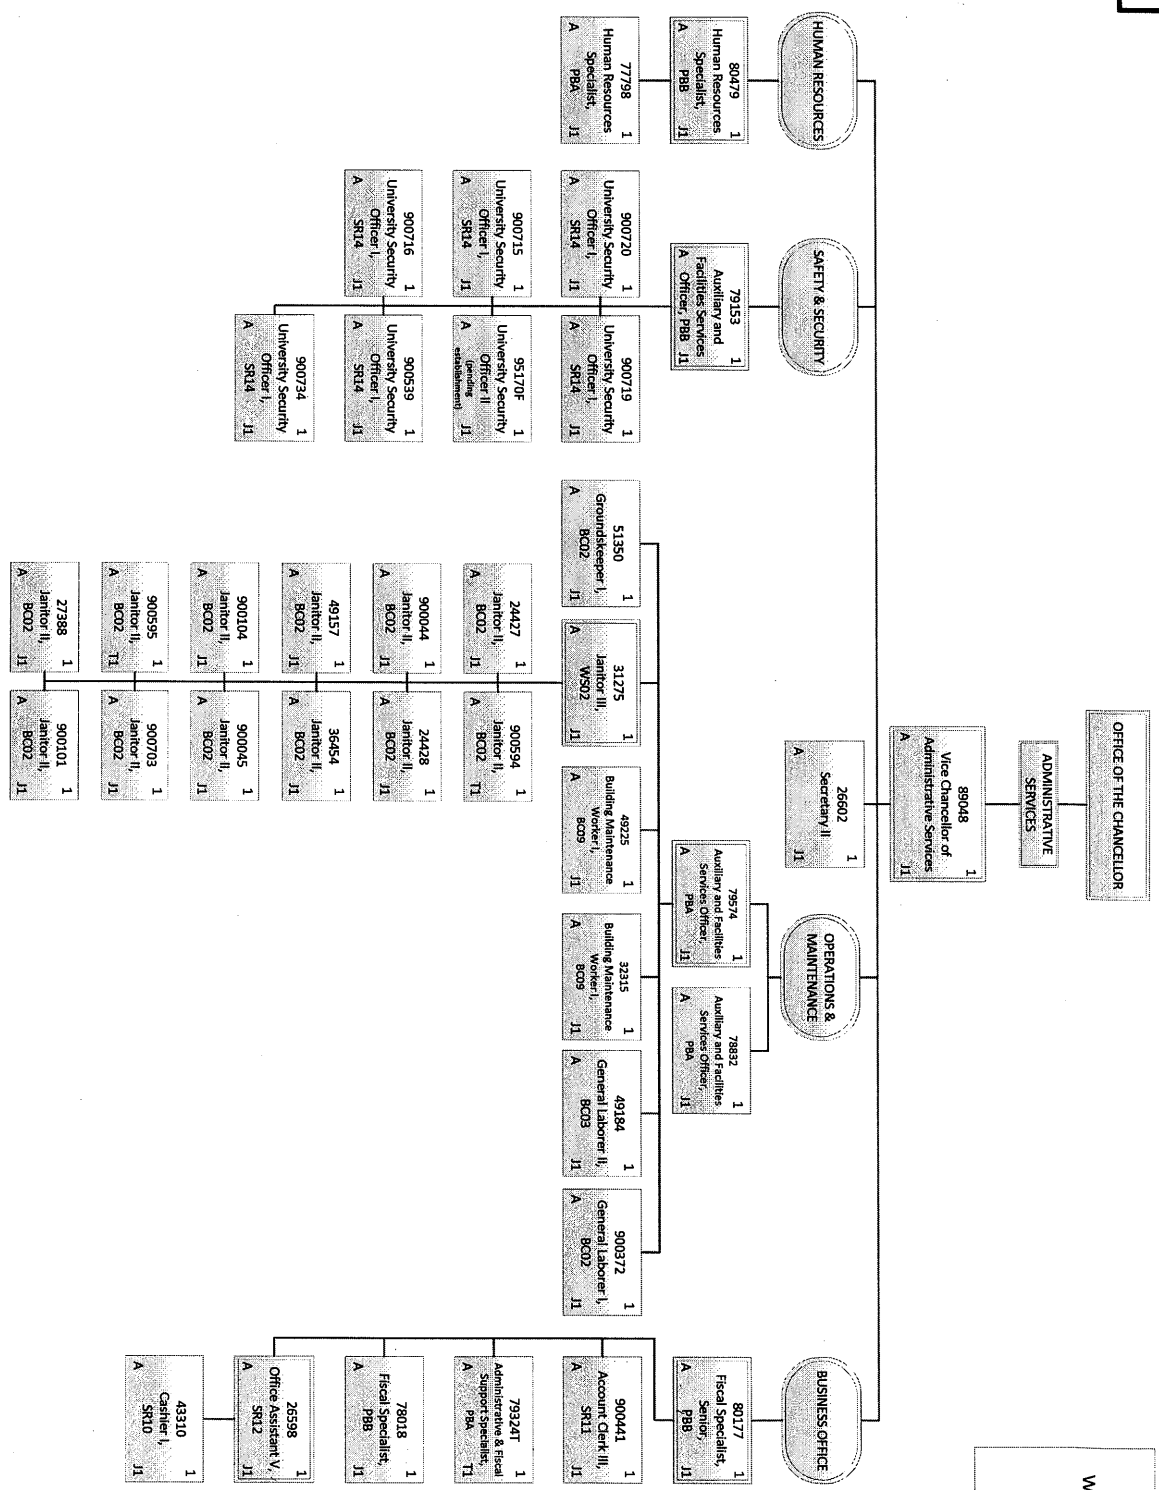 OFFICE OF THE CHANCELLOR
ADMINISTRATIVE
SERVICES
89048 1
Vice Chancellor of
Administrative Services
A J1
26602 1
Secretary II
A J1
HUMAN RESOURCES
80479 1
Human Resources
Specialist,
A PBB J1
77798 1
Human Resources
Specialist,
A PBA J1
SAFETY & SECURITY
79153 1
Auxiliary and
Facilities Services
A Officer, PBB J1
900720 1
University Security
Officer I,
A SR14 J1
900719 1
University Security
Officer I,
A SR14 J1
900715 1
University Security
Officer I,
A SR14 J1
95170F 1
University Security
Officer II
A (pending J1
establishment)
900716 1
University Security
Officer I,
A SR14 J1
900539 1
University Security
Officer I,
A SR14 J1
900734 1
University Security
Officer I,
A SR14 J1
OPERATIONS &
MAINTENANCE
79574 1
Auxiliary and Facilities
Services Officer,
A PBA J1
78832 1
Auxiliary and Facilities
Services Officer,
A PBA J1
51350 1
Groundskeeper I,
A BC02 J1
31275 1
Janitor III,
A WS02 J1
49225 1
Building Maintenance
Worker I,
A BC09 J1
32315 1
Building Maintenance
Worker I,
A BC09 J1
49184 1
General Laborer II,
A BC03 J1
900372 1
General Laborer I,
A BC02 J1
24427 1
Janitor II,
A BC02 J1
900594 1
Janitor II,
A BC02 T1
900044 1
Janitor II,
A BC02 J1
24428 1
Janitor II,
A BC02 J1
49157 1
Janitor II,
A BC02 J1
36454 1
Janitor II,
A BC02 J1
900104 1
Janitor II,
A BC02 J1
900045 1
Janitor II,
A BC02 J1
900595 1
Janitor II,
A BC02 T1
900703 1
Janitor II,
A BC02 J1
27388 1
Janitor II,
A BC02 J1
900101 1
Janitor II,
A BC02 J1
BUSINESS OFFICE
80177 1
Fiscal Specialist,
Senior,
A PBB J1
900441 1
Account Clerk III,
A SR11 J1
79324T 1
Administrative & Fiscal
Support Specialist,
A PBA T1
78018 1
Fiscal Specialist,
A PBB J1
26598 1
Office Assistant V,
A SR12 J1
43310 1
Cashier I,
A SR10 J1
W